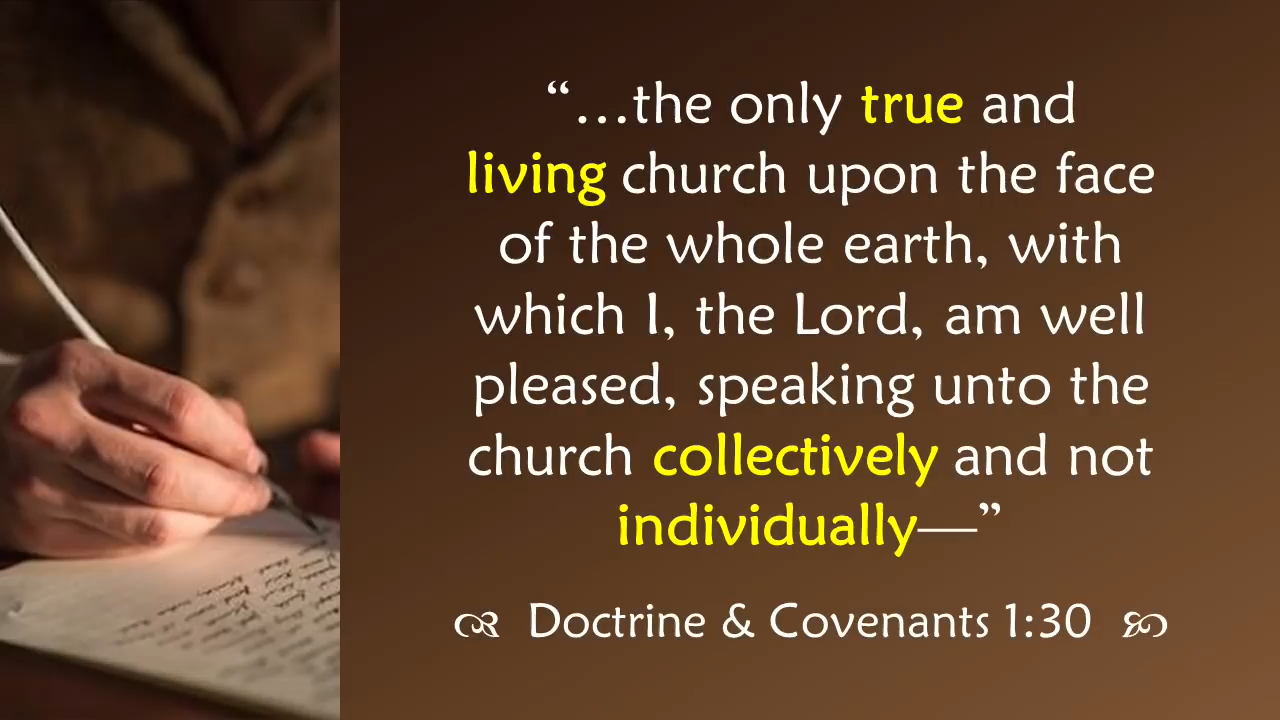 “…the only true and
living church upon the face
of the whole earth, with
which I, the Lord, am well
pleased, speaking unto the
church collectively and not
individually—”
Doctrine & Covenants 1:30